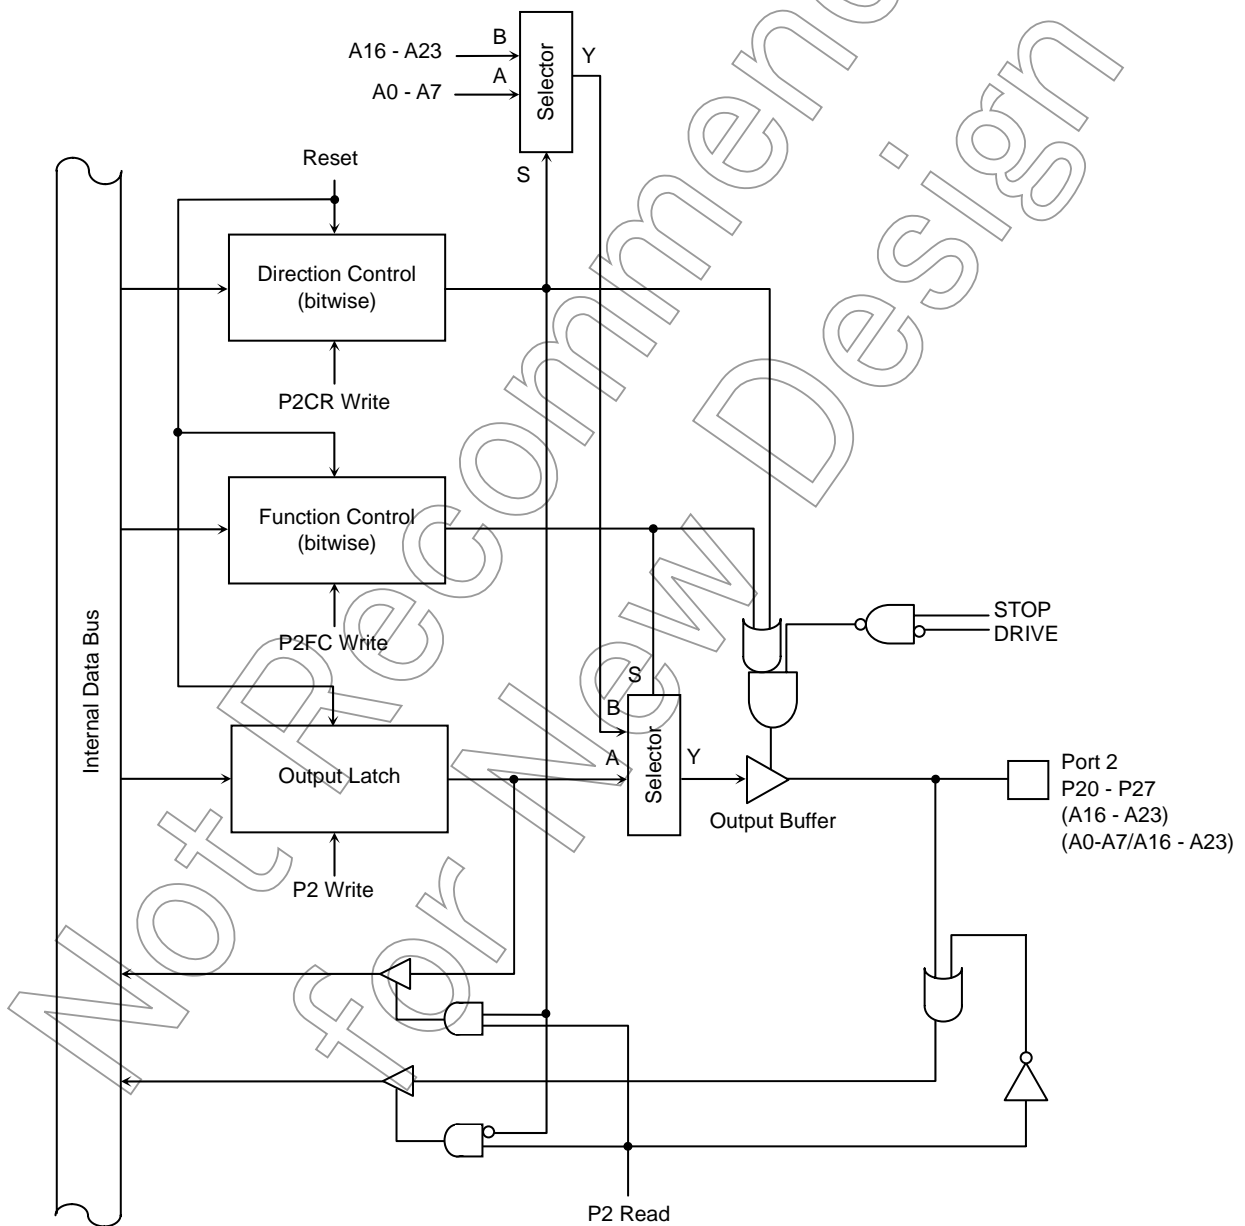 A16 - A23
B
Y
A0 - A7
A
Selector
S
Reset
Direction Control
(bitwise)
P2CR Write
Function Control
(bitwise)
P2FC Write
STOP
DRIVE
Internal Data Bus
S
B
A
Selector
Y
Output Latch
Output Buffer
Port 2
P20 - P27
(A16 - A23)
(A0-A7/A16 - A23)
P2 Write
P2 Read
Not Recommend
for New Design